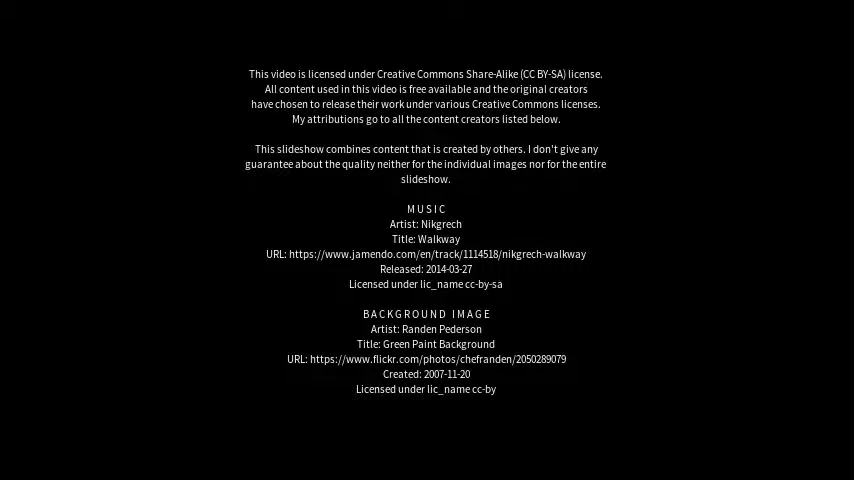 This video is licensed under Creative Commons Share-Alike (CC BY-SA) license.
All content used in this video is free available and the original creators
have chosen to release their work under various Creative Commons licenses.
My attributions go to all the content creators listed below.
This slideshow combines content that is created by others. I don't give any
guarantee about the quality neither for the individual images nor for the entire
slideshow.
MUSIC
Artist: Nikgrech
Title: Walkway
URL: https://www.jamendo.com/en/track/1114518/nikgrech-walkway
Released: 2014-03-27
Licensed under lic_name cc-by-sa
BACKGROUND IMAGE
Artist: Randen Pederson
Title: Green Paint Background
URL: https://www.flickr.com/photos/chefranden/2050289079
Created: 2007-11-20
Licensed under lic_name cc-by